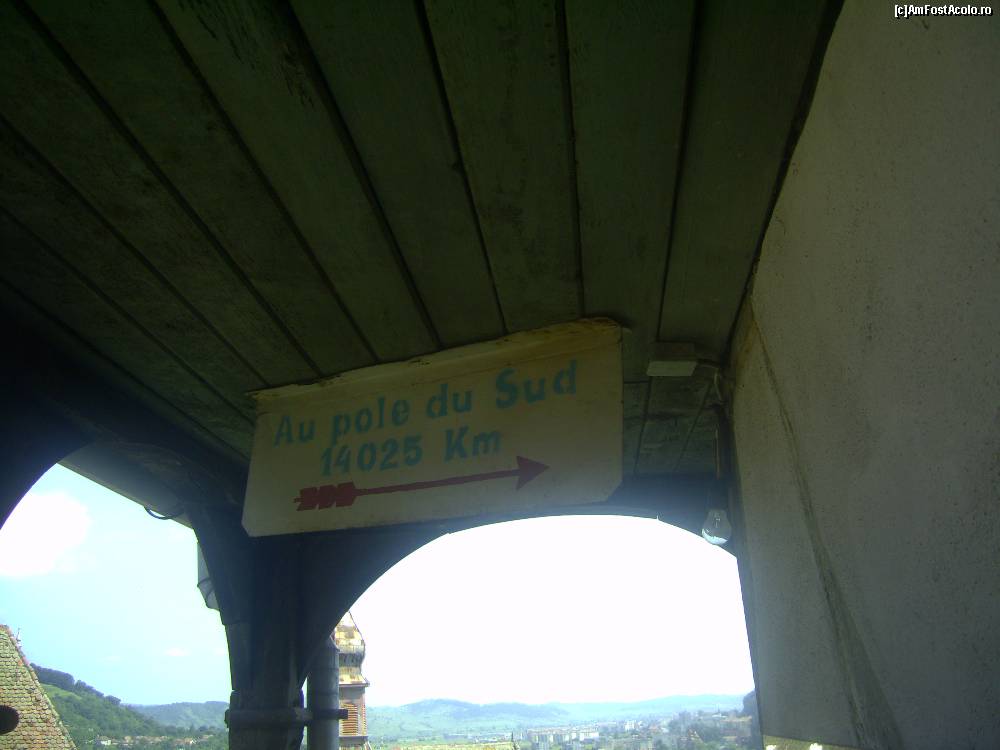 [c]AmFostAcolo.ro
Au pole du Sud
14025 Km